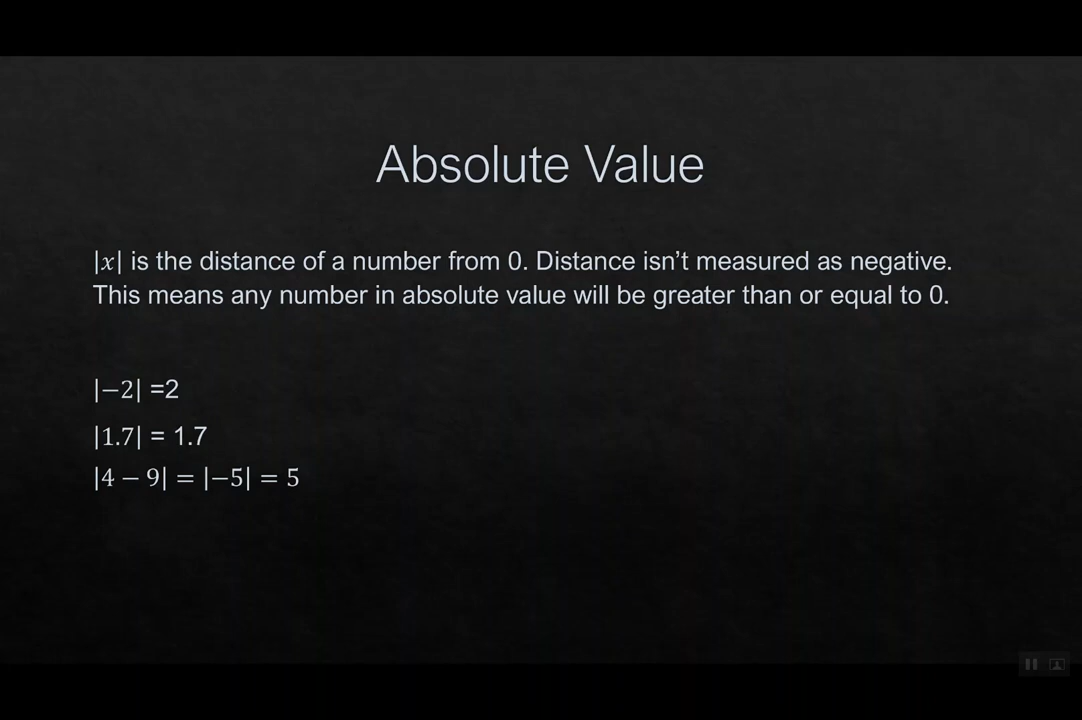 Absolute Value
|x| is the distance of a number from 0. Distance isn’t measured as negative.
This means any number in absolute value will be greater than or equal to 0.
|−2| =2
|1.7| = 1.7
|4 − 9| = |−5| = 5